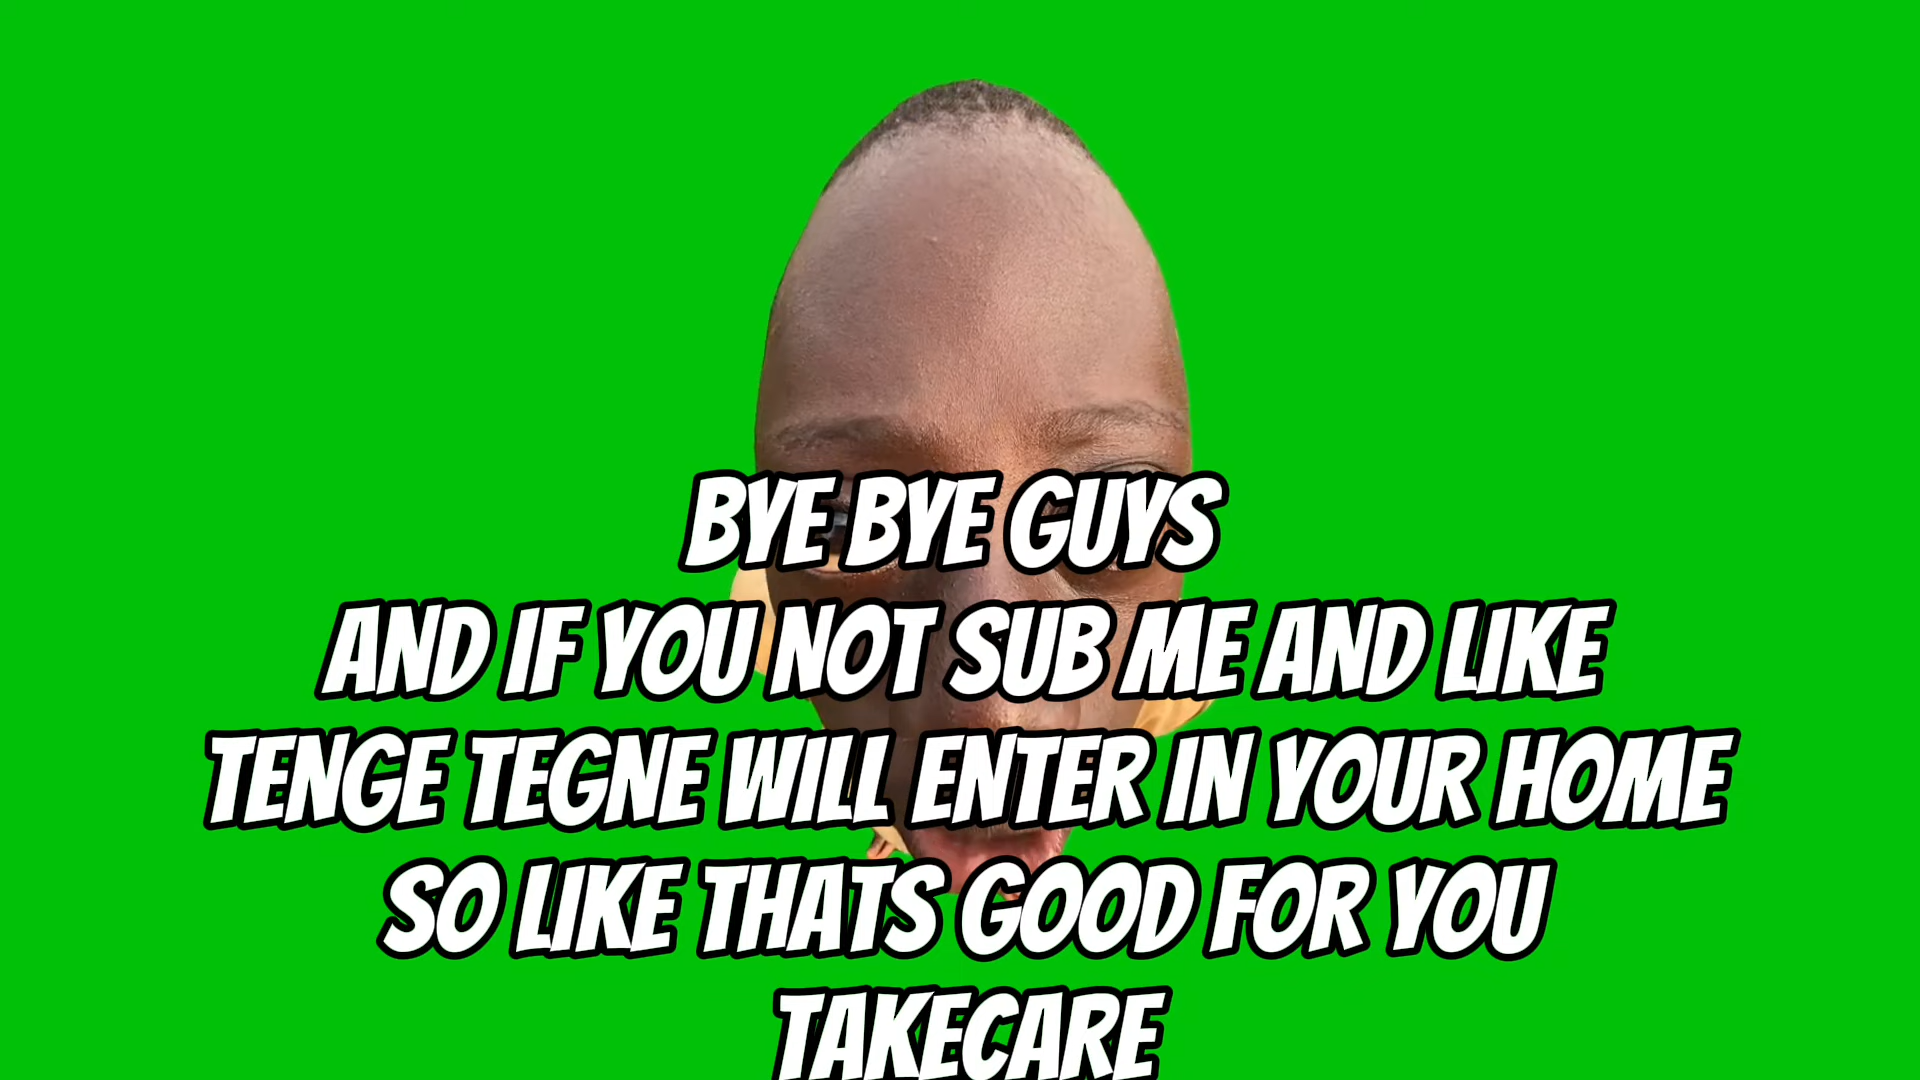 BYE BYE GUYS
AND IF YOU NOT SUB ME AND LIKE
TENGE TEGNE WILL ENTER IN YOUR HOME
SO LIKE THATS GOOD FOR YOU
TAKECARE